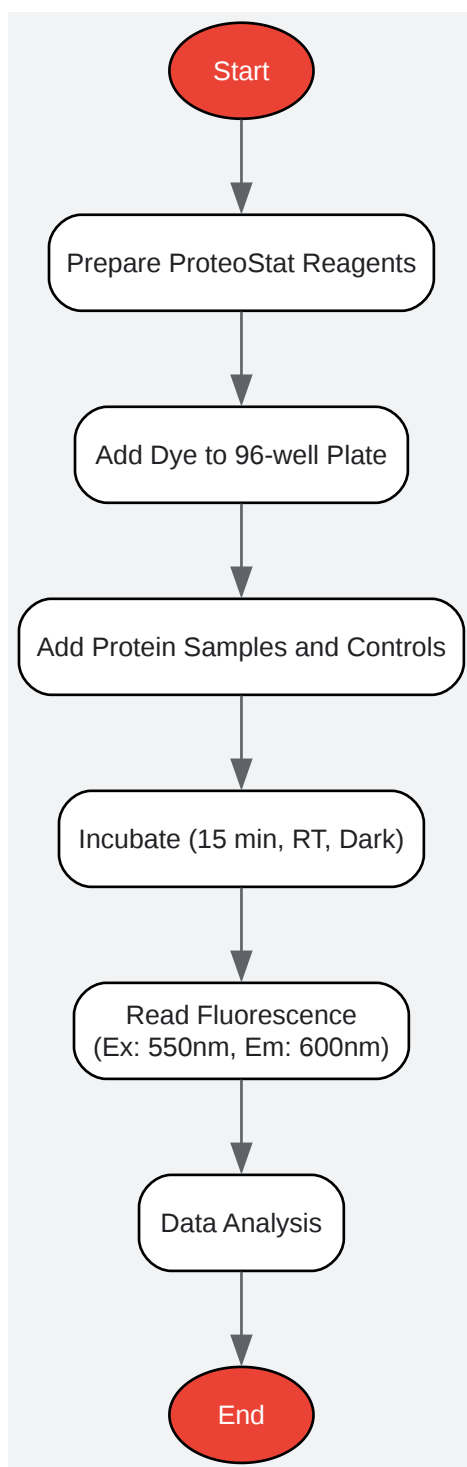 Start
Prepare ProteoStat Reagents
Add Dye to 96-well Plate
Add Protein Samples and Controls
Incubate (15 min, RT, Dark)
Read Fluorescence
(Ex: 550nm, Em: 600nm)
Data Analysis
End